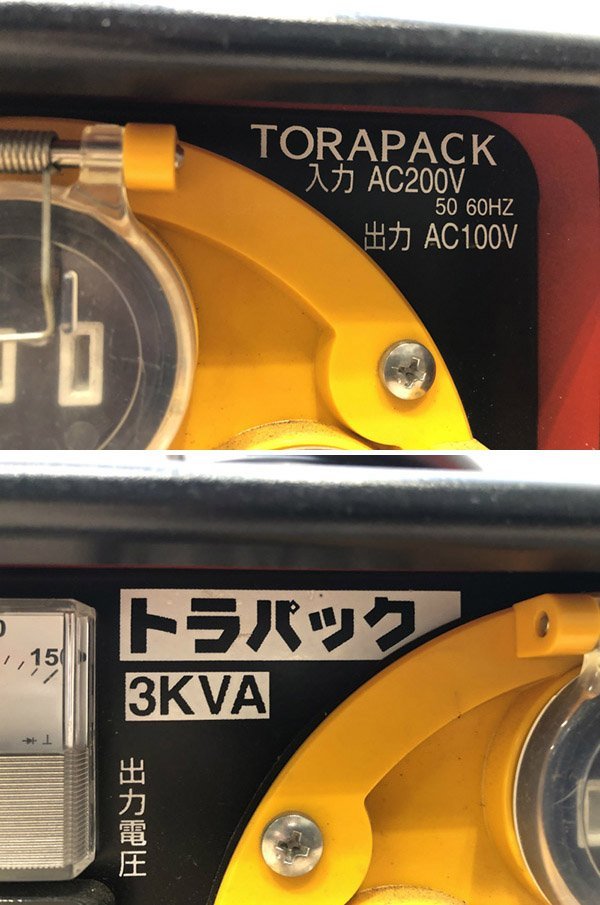 TORAPACK
入力 AC200V
50 60HZ
出力 AC100V
トラパック
3KVA
150
出力電圧